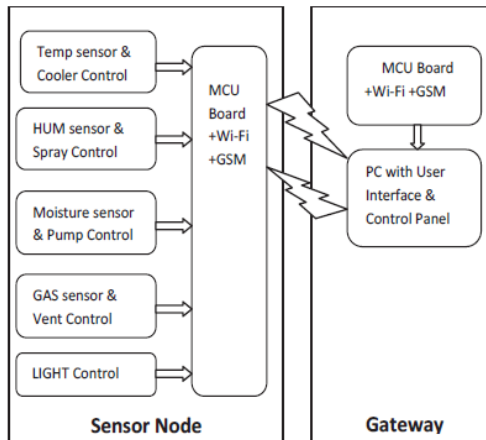 Temp sensor &
Cooler Control
HUM sensor &
Spray Control
Moisture sensor
& Pump Control
GAS sensor &
Vent Control
LIGHT Control
MCU
Board
+Wi-Fi
+GSM
Sensor Node
MCU Board
+Wi-Fi +GSM
PC with User
Interface &
Control Panel
Gateway